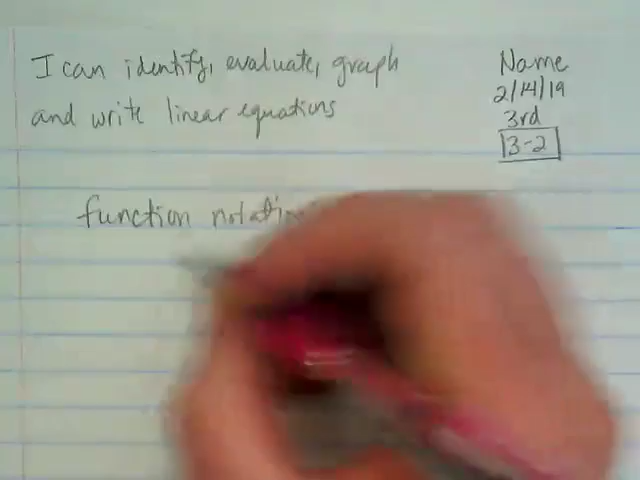 I can identify, evaluate, graph
and write linear equations
Name
2/14/19
3rd
3-2
function